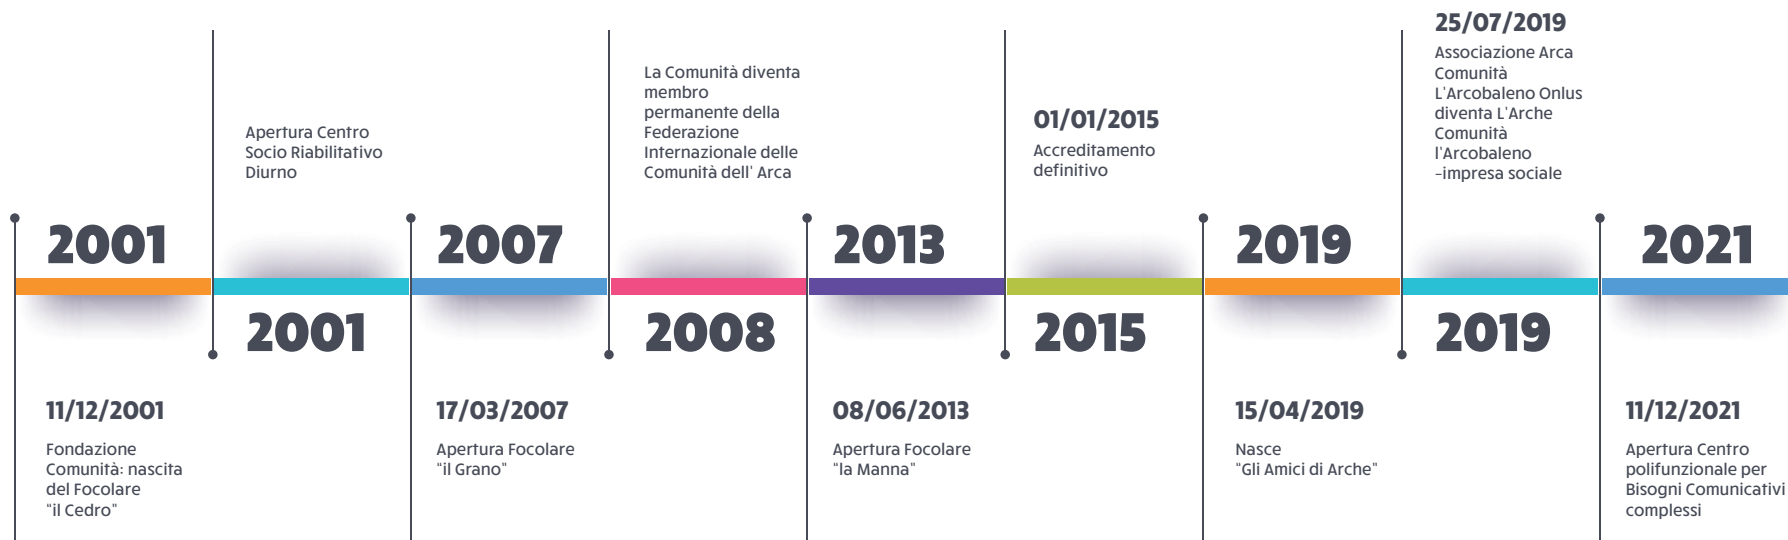 2001
11/12/2001
Fondazione
Comunità: nascita
del Focolare
"il Cedro"
Apertura Centro
Socio Riabilitativo
Diurno
2001
2007
17/03/2007
Apertura Focolare
"il Grano"
La Comunità diventa
membro
permanente della
Federazione
Internazionale delle
Comunità dell' Arca
2008
2013
08/06/2013
Apertura Focolare
"la Manna"
01/01/2015
Accreditamento
definitivo
2015
2019
15/04/2019
Nasce
"Gli Amici di Arche"
25/07/2019
Associazione Arca
Comunità
L'Arcobaleno Onlus
diventa L'Arche
Comunità
l'Arcobaleno
-impresa sociale
2019
2021
11/12/2021
Apertura Centro
polifunzionale per
Bisogni Comunicativi
complessi